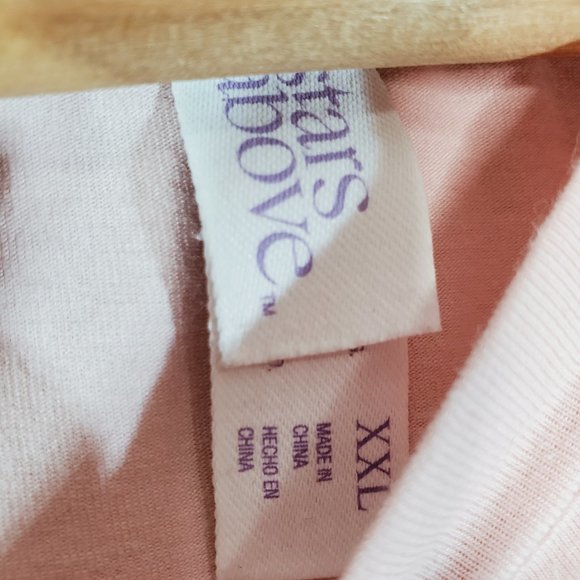 stars
above™
XXL
MADE IN
CHINA
HECHO EN
CHINA